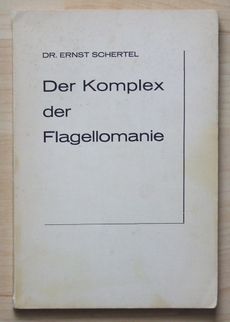 DR. ERNST SCHERTEL
Der Komplex
der
Flagellomanie